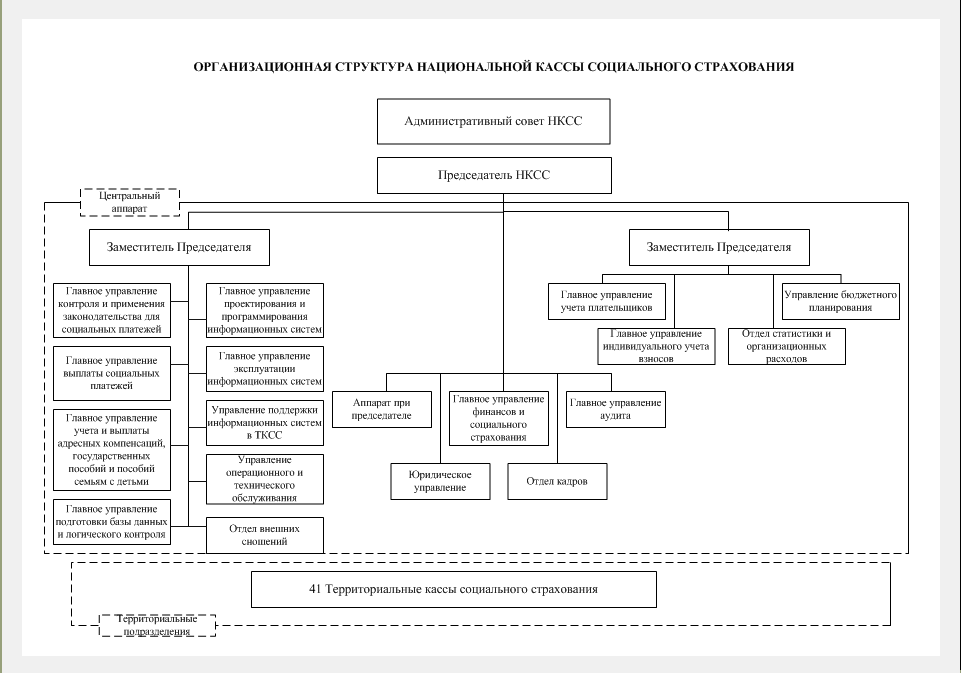 ОРГАНИЗАЦИОННАЯ СТРУКТУРА НАЦИОНАЛЬНОЙ КАССЫ СОЦИАЛЬНОГО СТРАХОВАНИЯ
Административный совет НКСС
Председатель НКСС
Центральный
аппарат
Заместитель Председателя
Заместитель Председателя
Главное управление
контроля и применения
законодательства для
социальных платежей
Главное управление
проектирования и
программирования
информационных систем
Главное управление
учета плательщиков
Управление бюджетного
планирования
Главное управление
индивидуального учета
взносов
Отдел статистики и
организационных
расходов
Главное управление
выплаты социальных
платежей
Главное управление
эксплуатации
информационных систем
Аппарат при
председателе
Главное управление
финансов и
социального
страхования
Главное управление
аудита
Главное управление
учета и выплаты
адресных компенсаций,
государственных
пособий и пособий
семьям с детьми
Управление поддержки
информационных систем
в ТКСС
Управление
операционного и
технического
обслуживания
Юридическое
управление
Отдел кадров
Главное управление
подготовки базы данных
и логического контроля
Отдел внешних
сношений
41 Территориальные кассы социального страхования
Территориальные
подразделения